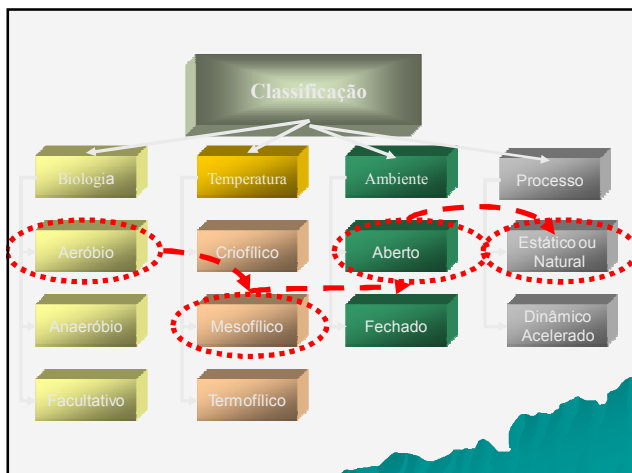 Classificação
Biologia
Temperatura
Ambiente
Processo
Aeróbio
Criofílico
Aberto
Estático ou
Natural
Anaeróbio
Mesofílico
Fechado
Dinâmico
Acelerado
Facultativo
Termofílico